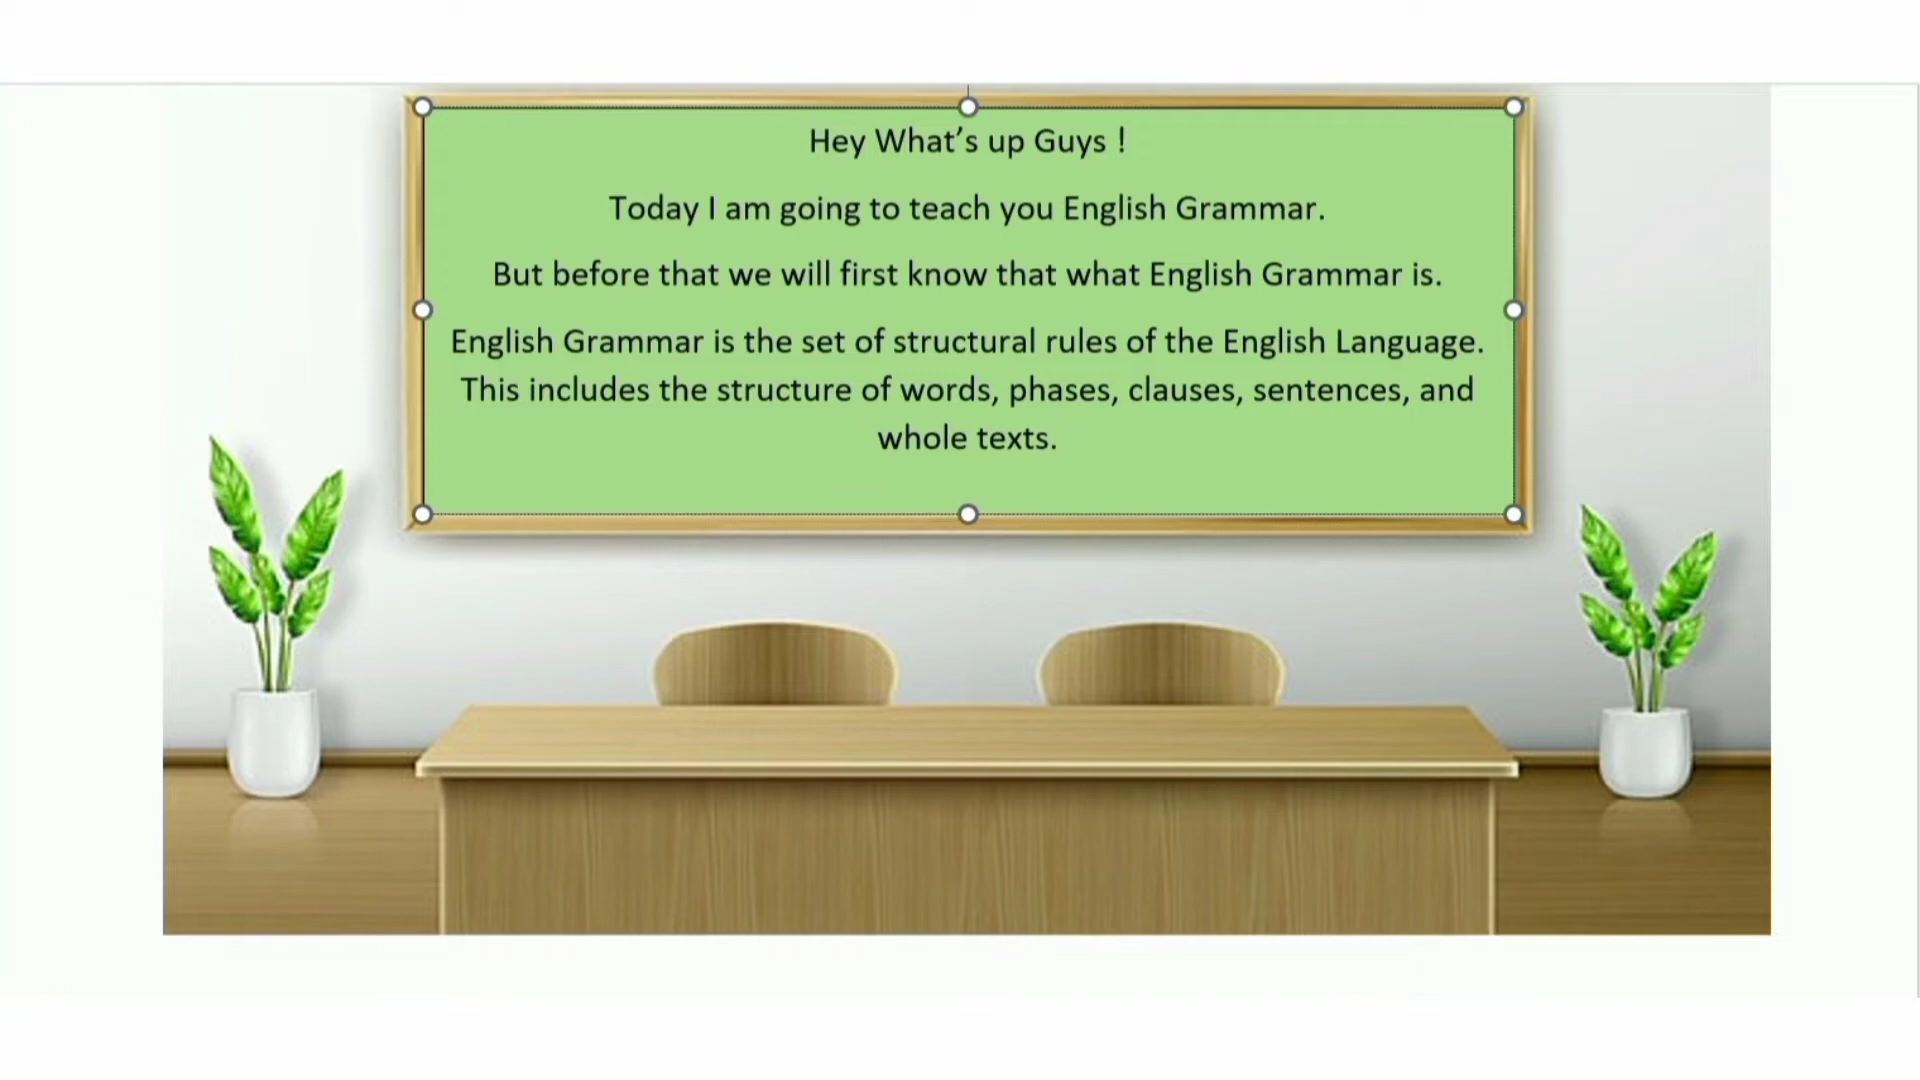 Hey What’s up Guys !
Today I am going to teach you English Grammar.
But before that we will first know that what English Grammar is.
English Grammar is the set of structural rules of the English Language.
This includes the structure of words, phases, clauses, sentences, and
whole texts.